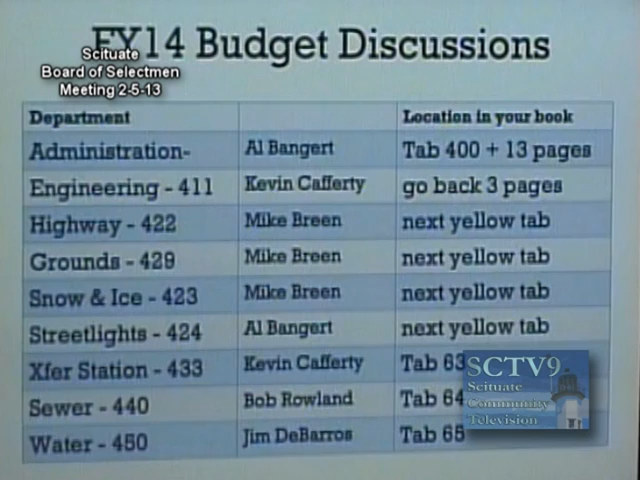 FY14 Budget Discussions
Scituate
Board of Selectmen
Meeting 2-5-13
Department Location in your book
Administration- Al Bangert Tab 400 + 13 pages
Engineering - 411 Kevin Cafferty go back 3 pages
Highway - 422 Mike Breen next yellow tab
Grounds - 429 Mike Breen next yellow tab
Snow & Ice - 423 Mike Breen next yellow tab
Streetlights - 424 Al Bangert next yellow tab
Xfer Station - 433 Kevin Cafferty Tab 63
Sewer - 440 Bob Rowland Tab 64
Water - 450 Jim DeBarros Tab 65
SCTV9
Scituate
Community
Television